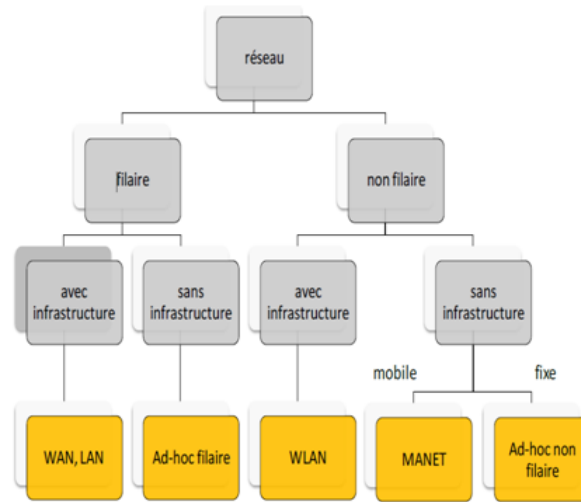 réseau
filaire
non filaire
avec
infrastructure
sans
infrastructure
avec
infrastructure
sans
infrastructure
mobile
fixe
WAN, LAN
Ad-hoc filaire
WLAN
MANET
Ad-hoc non
filaire